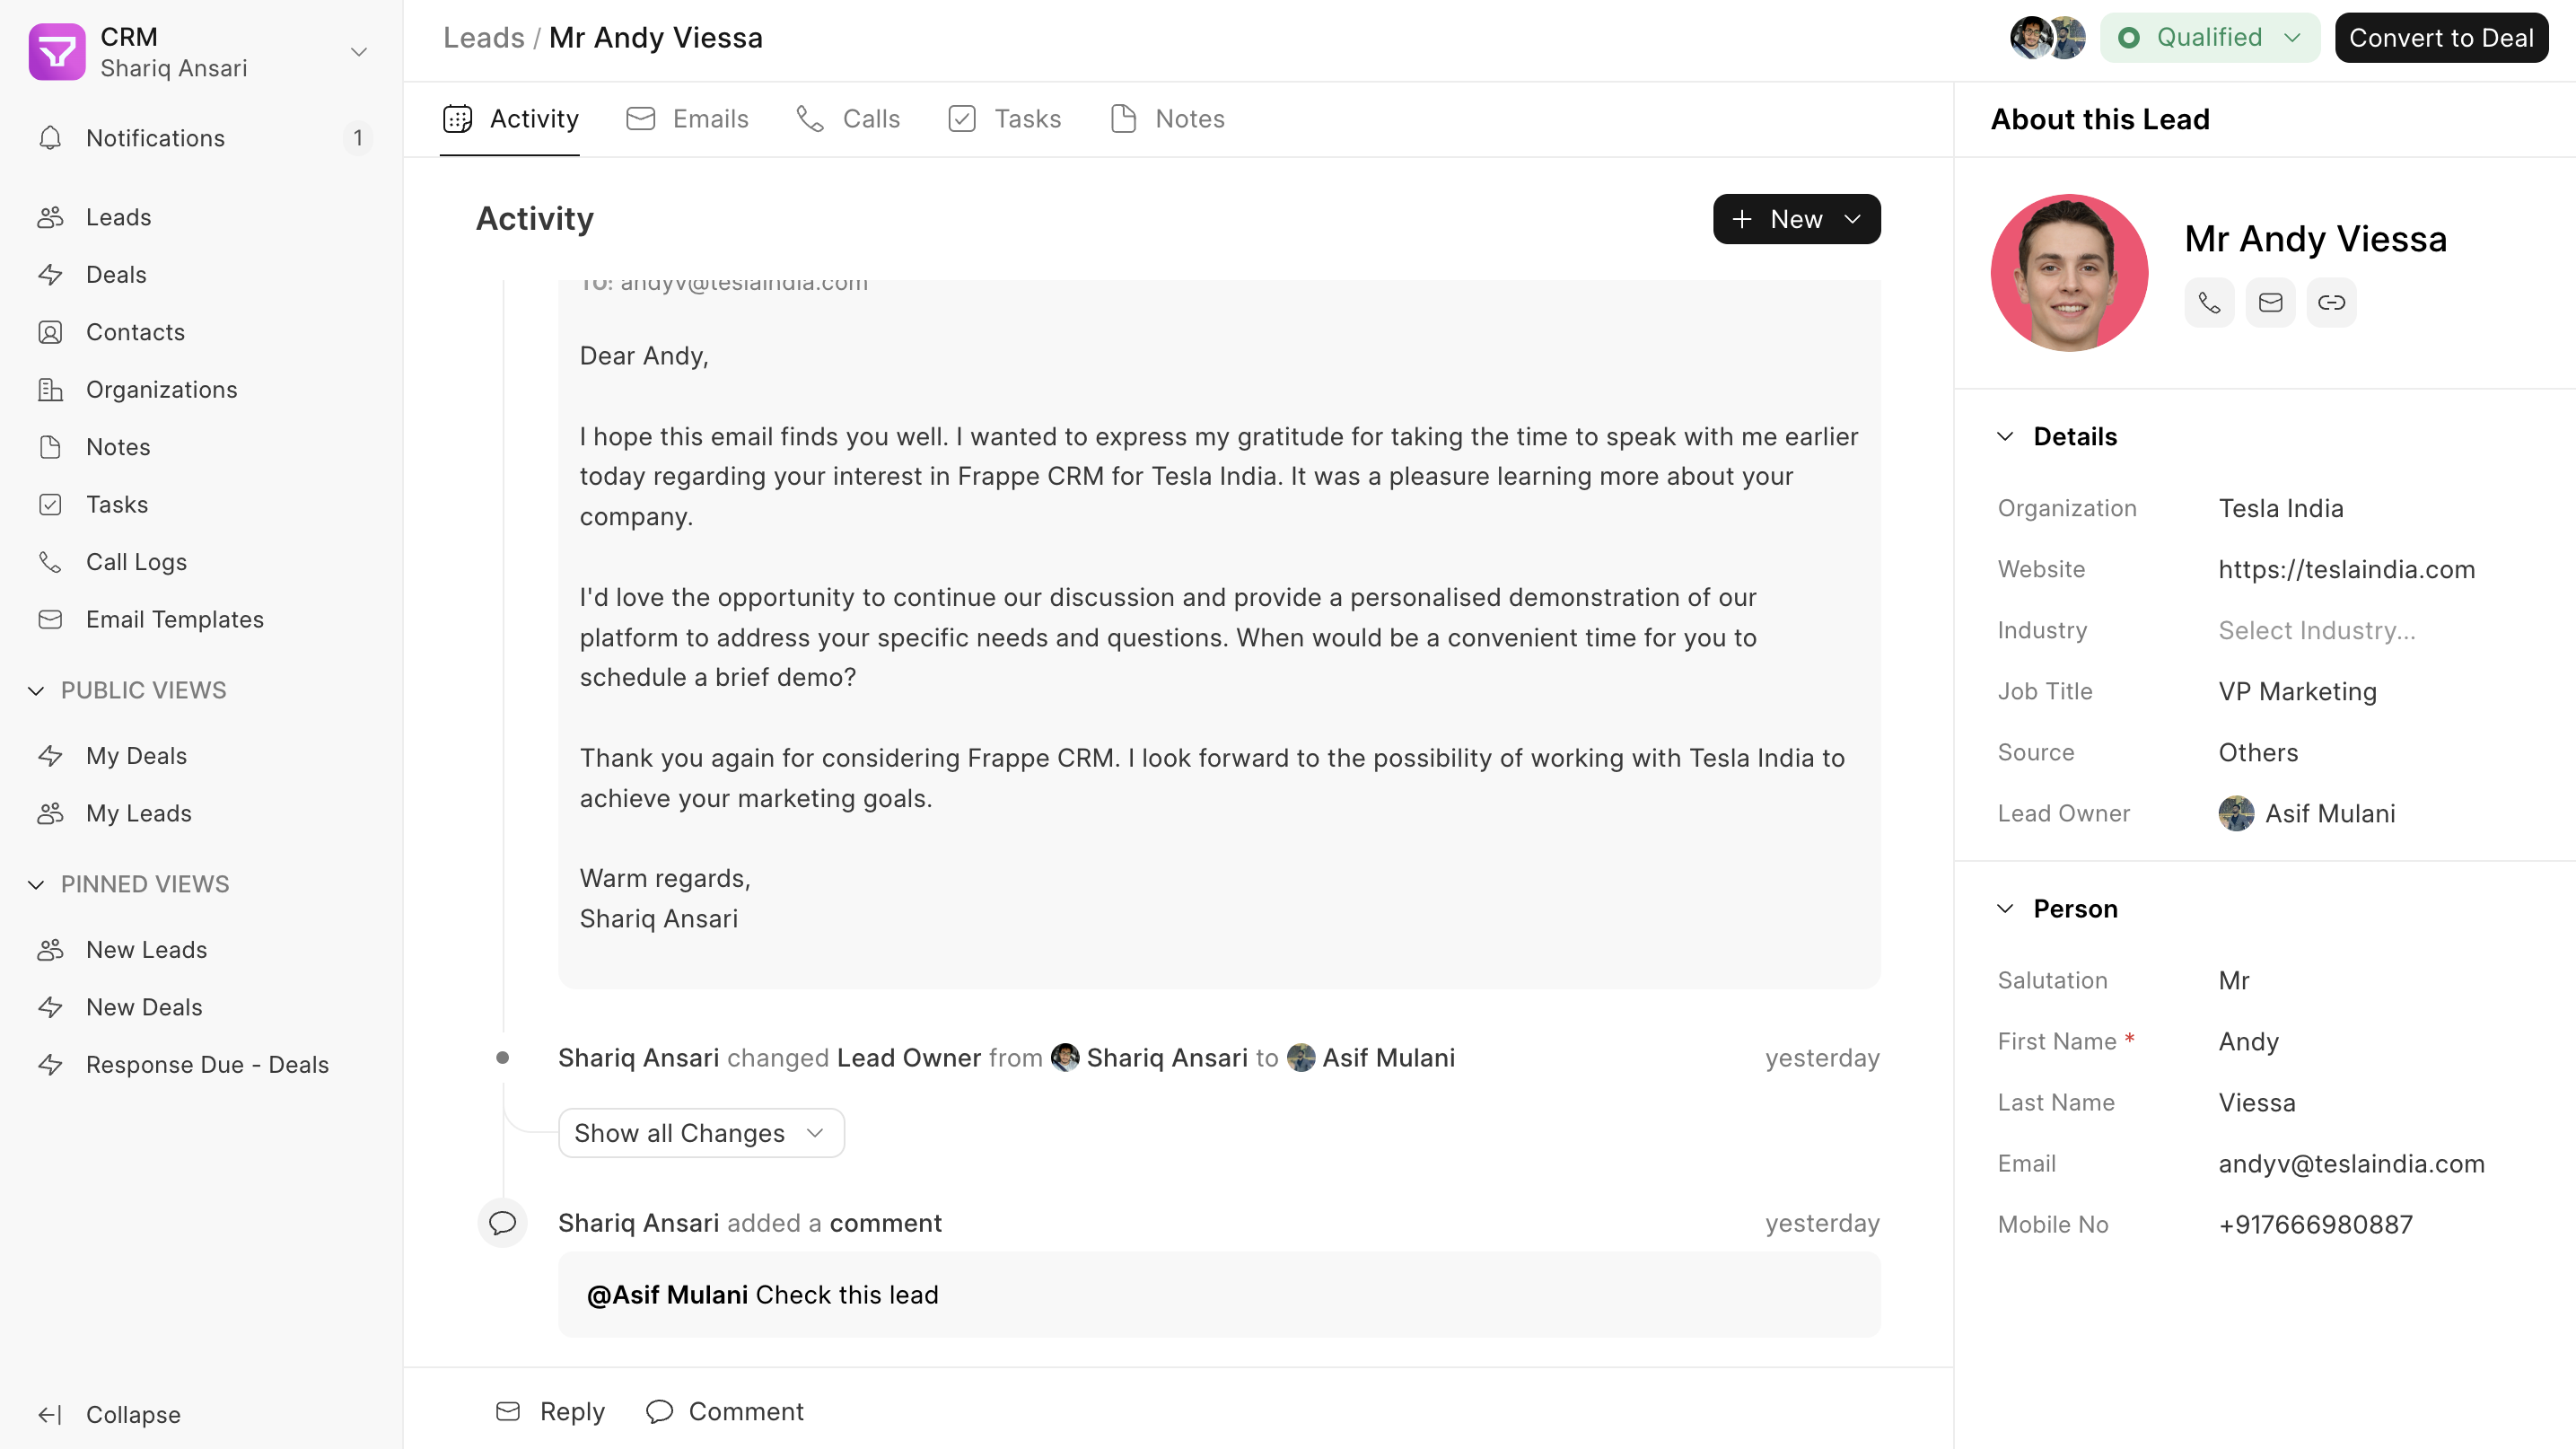 CRM
Shariq Ansari
Notifications 1
Leads
Deals
Contacts
Organizations
Notes
Tasks
Call Logs
Email Templates
PUBLIC VIEWS
My Deals
My Leads
PINNED VIEWS
New Leads
New Deals
Response Due - Deals
Collapse
Leads / Mr Andy Viessa
Qualified
Convert to Deal
Activity
Emails
Calls
Tasks
Notes
Activity
New
To: andyv@teslaindia.com
Dear Andy,
I hope this email finds you well. I wanted to express my gratitude for taking the time to speak with me earlier
today regarding your interest in Frappe CRM for Tesla India. It was a pleasure learning more about your
company.
I'd love the opportunity to continue our discussion and provide a personalised demonstration of our
platform to address your specific needs and questions. When would be a convenient time for you to
schedule a brief demo?
Thank you again for considering Frappe CRM. I look forward to the possibility of working with Tesla India to
achieve your marketing goals.
Warm regards,
Shariq Ansari
Shariq Ansari changed Lead Owner from Shariq Ansari to Asif Mulani yesterday
Show all Changes
Shariq Ansari added a comment yesterday
@Asif Mulani Check this lead
Reply
Comment
About this Lead
Mr Andy Viessa
Details
Organization Tesla India
Website https://teslaindia.com
Industry Select Industry...
Job Title VP Marketing
Source Others
Lead Owner Asif Mulani
Person
Salutation Mr
First Name * Andy
Last Name Viessa
Email andyv@teslaindia.com
Mobile No +917666980887